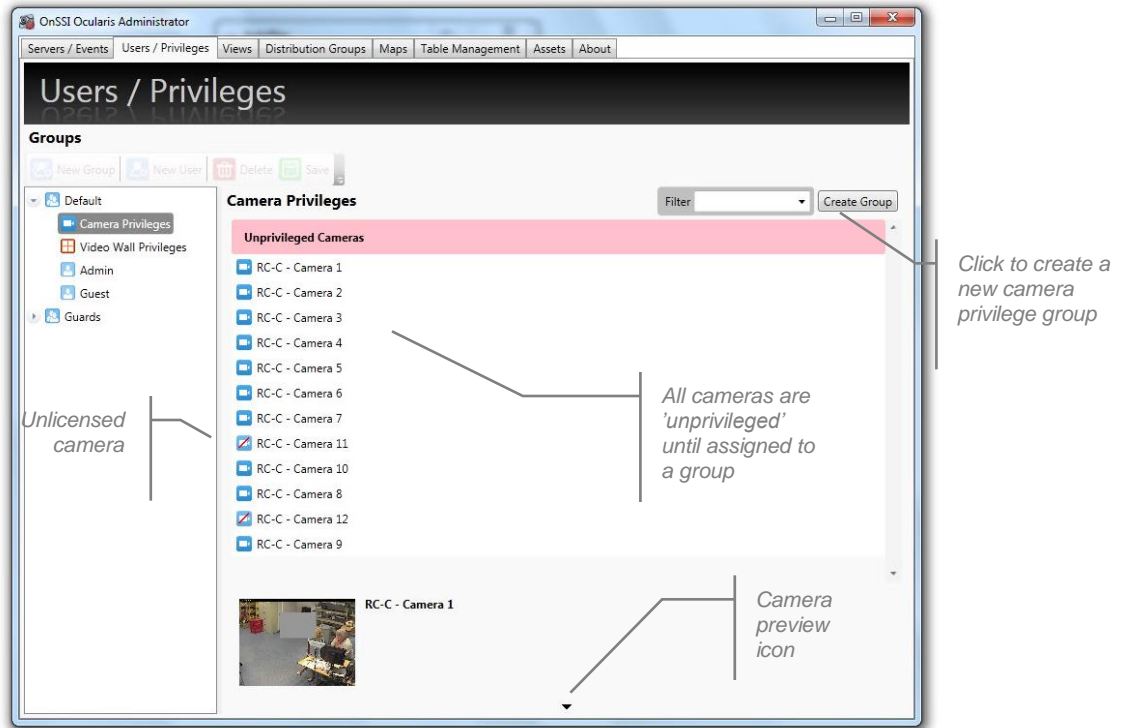 OnSSI Ocularis Administrator
Servers / Events Users / Privileges Views Distribution Groups Maps Table Management Assets About
Users / Privileges
Groups
New Group New User Delete Save
Default
Camera Privileges
Video Wall Privileges
Admin
Guest
Guards
Camera Privileges
Filter
Create Group
Unprivileged Cameras
RC-C - Camera 1
RC-C - Camera 2
RC-C - Camera 3
RC-C - Camera 4
RC-C - Camera 5
RC-C - Camera 6
RC-C - Camera 7
RC-C - Camera 11
RC-C - Camera 10
RC-C - Camera 8
RC-C - Camera 12
RC-C - Camera 9
RC-C - Camera 1
Click to create a
new camera
privilege group
All cameras are
’unprivileged’
until assigned to
a group
Unlicensed
camera
Camera
preview
icon